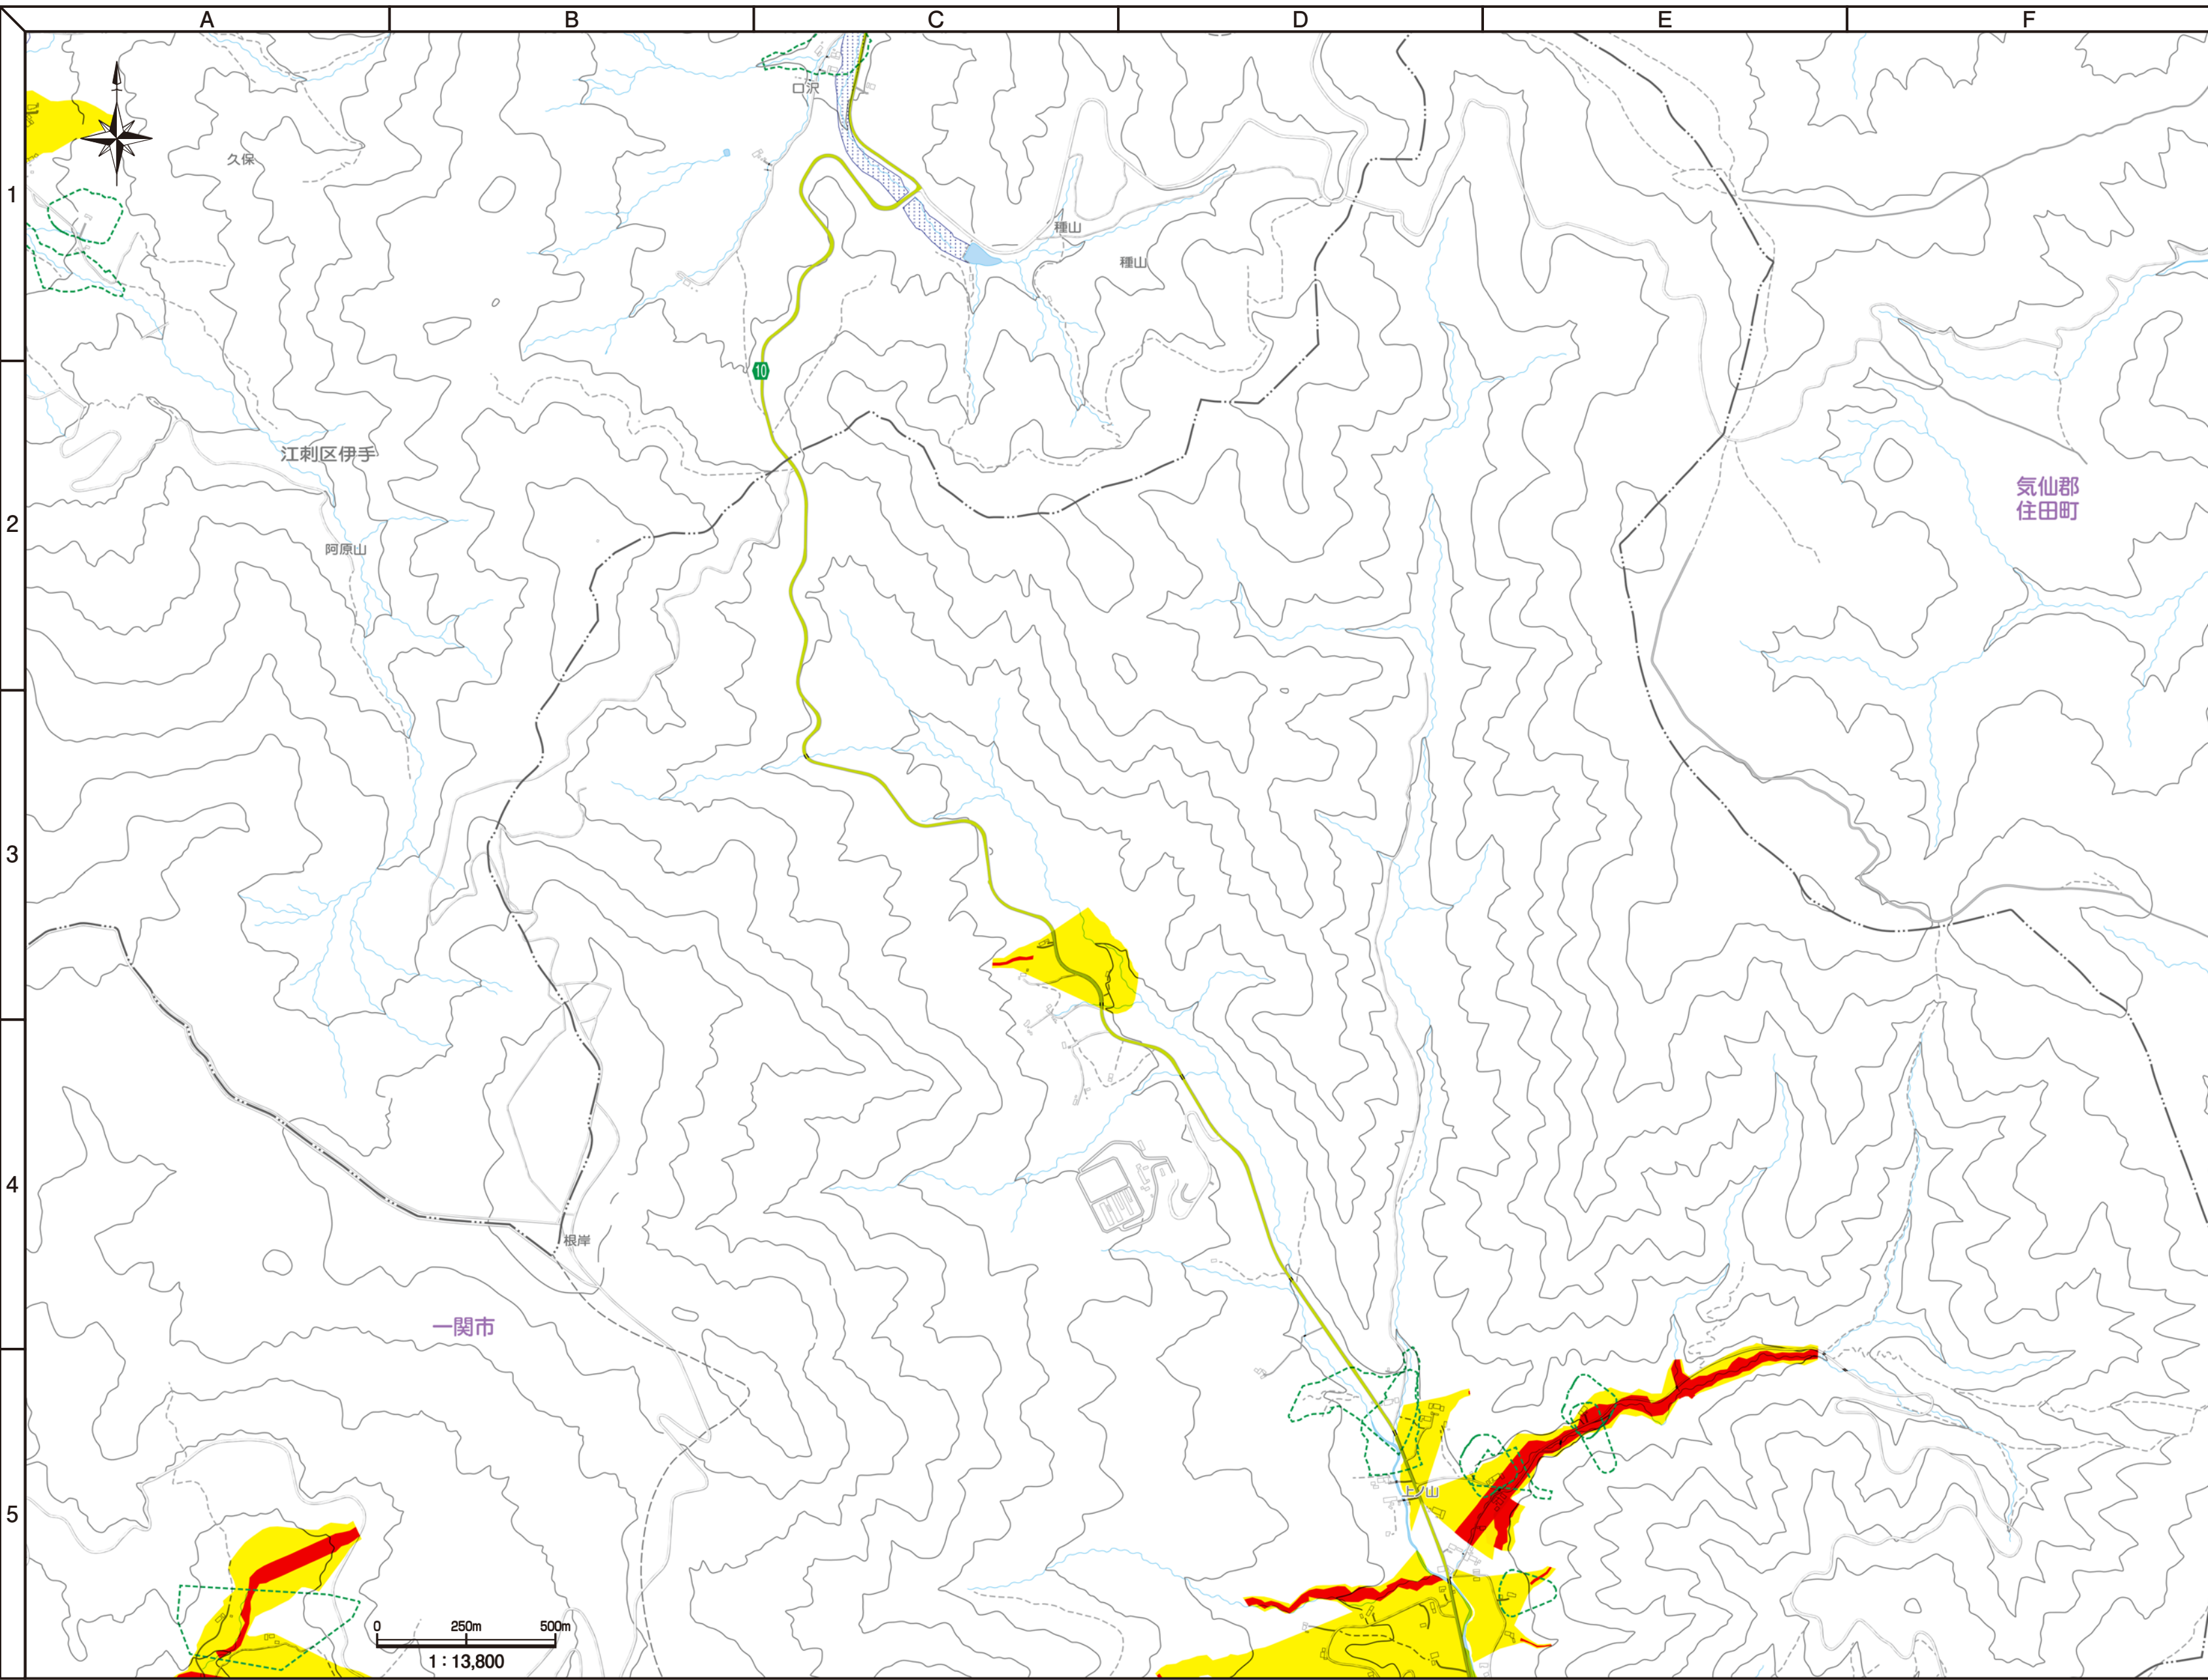 A B C D E F
口沢
久保
1
種山
種山
10
江刺区伊手
気仙郡
住田町
2
阿原山
3
4
根岸
一関市
上ノ山
5
0 250m 500m
1：13,800